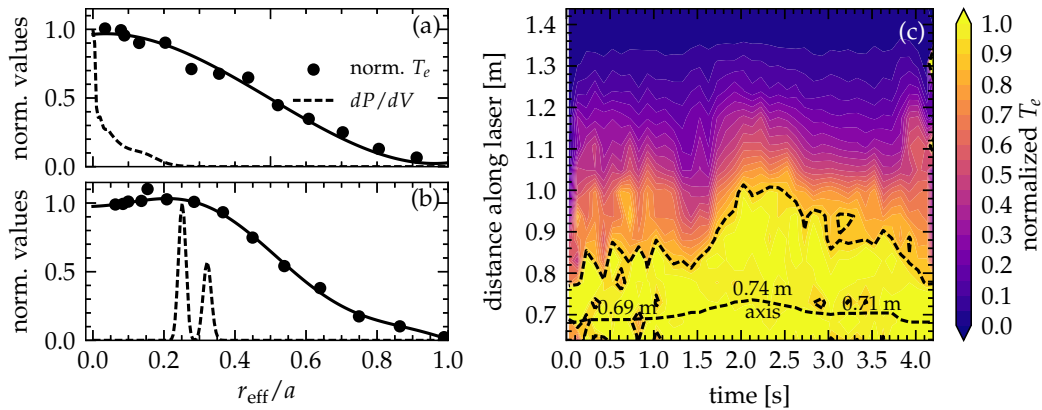 norm. values
1.0
0.5
0.0
(a)
norm. T_e
dP/dV
norm. values
1.0
0.5
0.0
(b)
0.0 0.2 0.4 0.6 0.8 1.0
r_eff/a
distance along laser [m]
1.4
1.3
1.2
1.1
1.0
0.9
0.8
0.7
(c)
0.69 m
0.74 m
axis
0.71 m
0.0 0.5 1.0 1.5 2.0 2.5 3.0 3.5 4.0
time [s]
1.0
0.9
0.8
0.7
0.6
0.5
0.4
0.3
0.2
0.1
0.0
normalized T_e